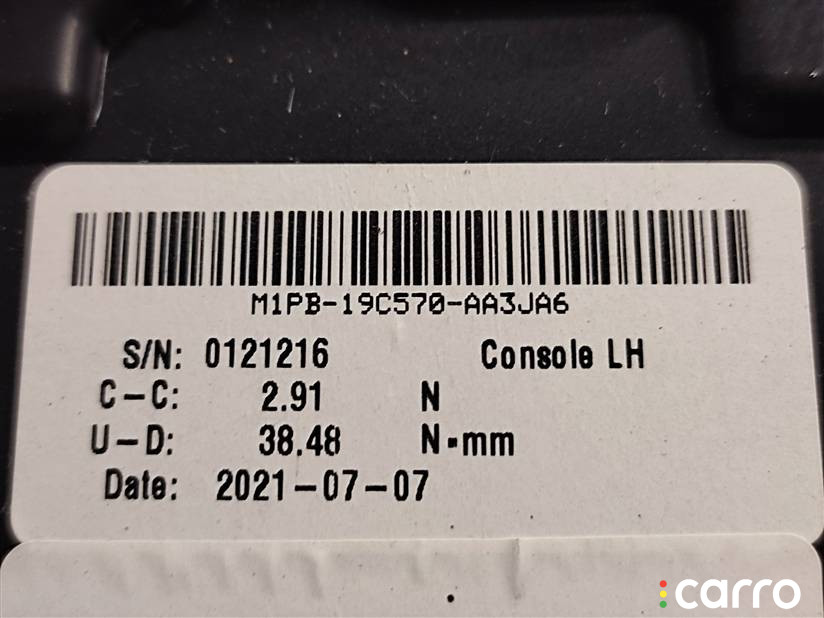 M1PB-19C570-AA3JA6
S/N: 0121216 Console LH
C-C: 2.91 N
U-D: 38.48 N·mm
Date: 2021-07-07
carro